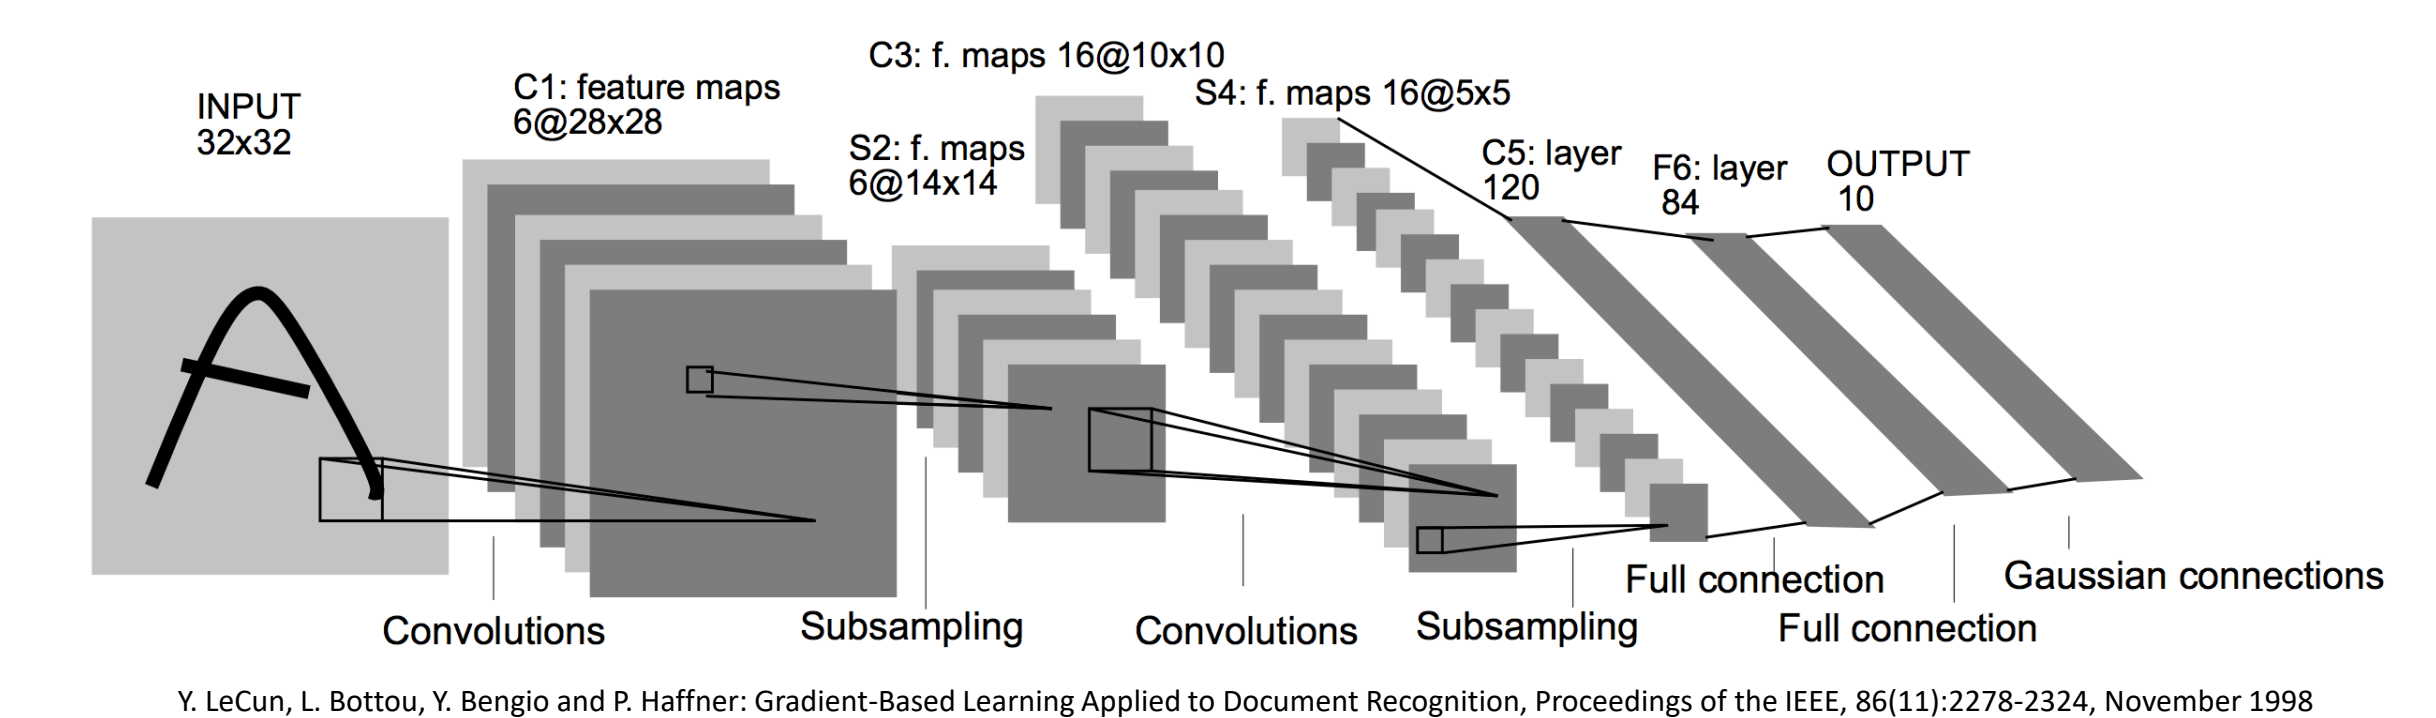 INPUT
32x32
C1: feature maps
6@28x28
S2: f. maps
6@14x14
C3: f. maps 16@10x10
S4: f. maps 16@5x5
C5: layer
120
F6: layer
84
OUTPUT
10
Convolutions
Subsampling
Convolutions
Subsampling
Full connection
Full connection
Gaussian connections
Y. LeCun, L. Bottou, Y. Bengio and P. Haffner: Gradient-Based Learning Applied to Document Recognition, Proceedings of the IEEE, 86(11):2278-2324, November 1998